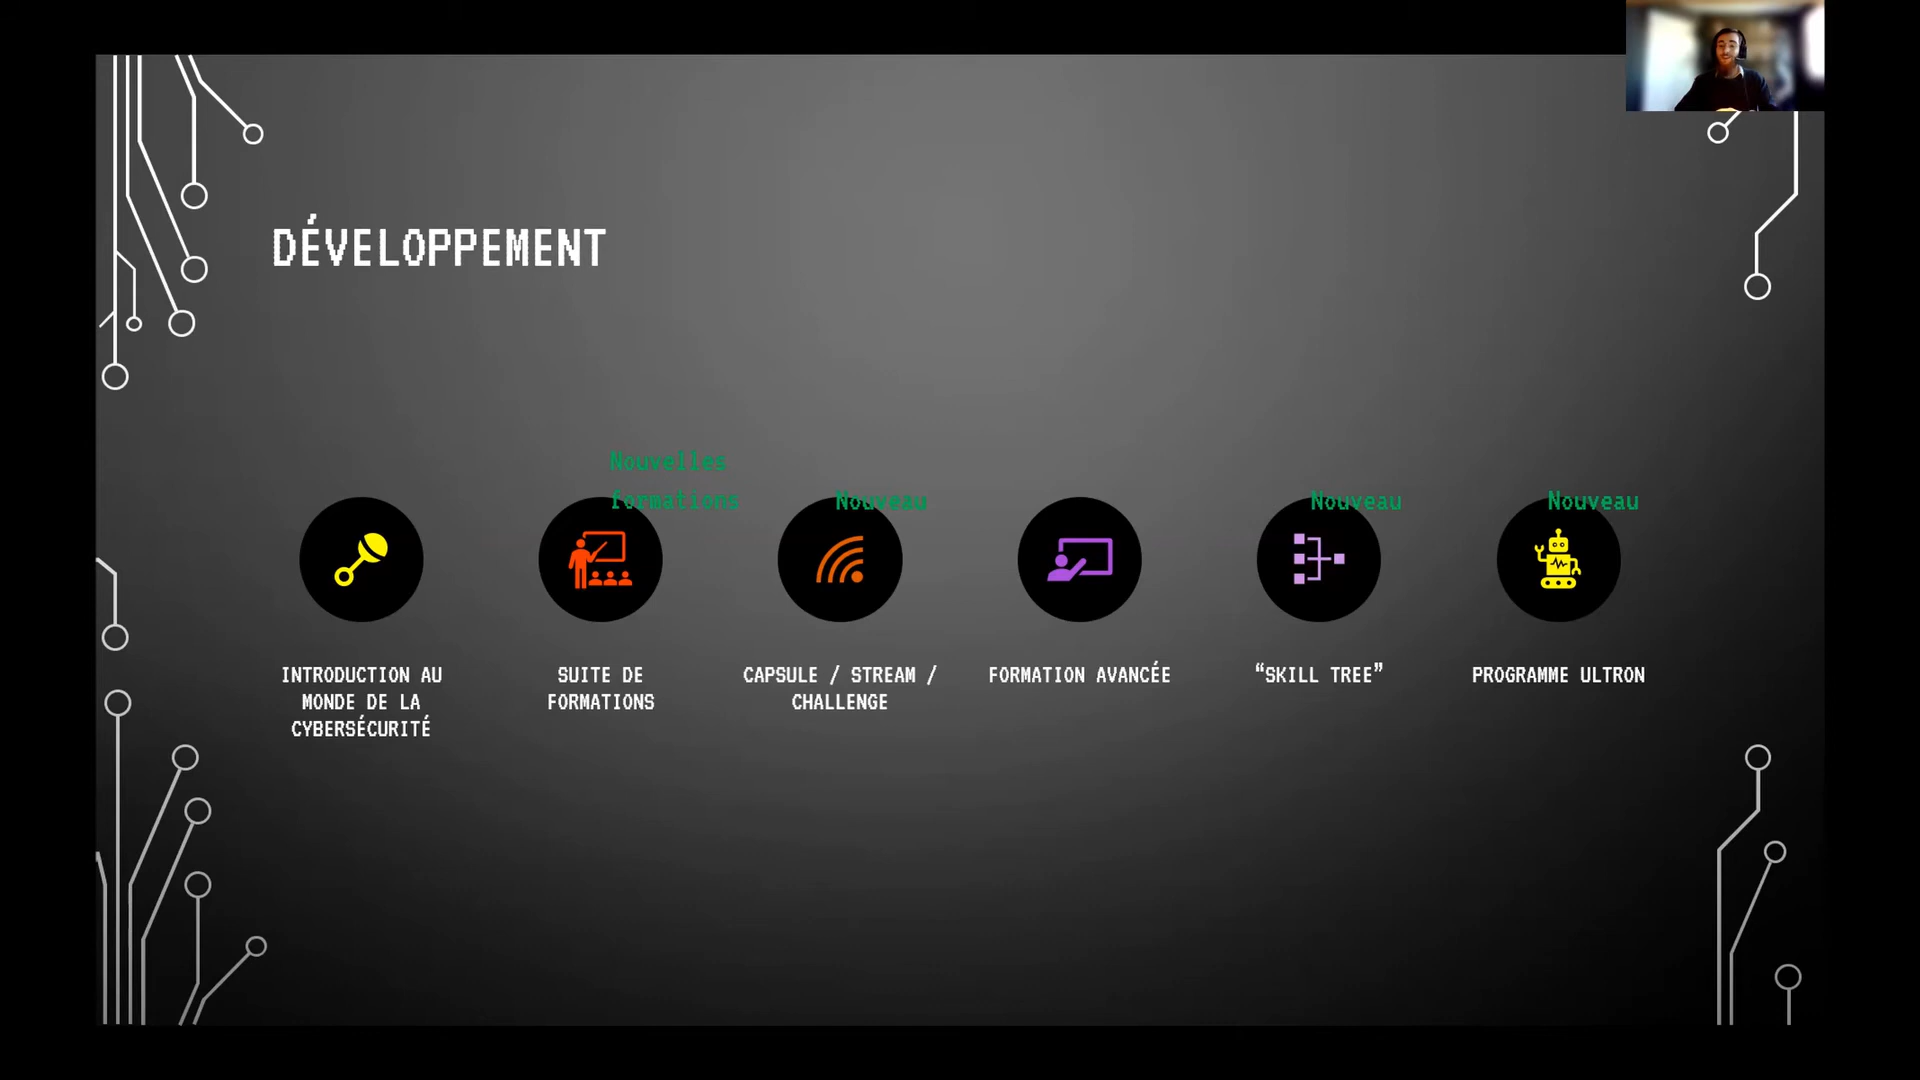 DÉVELOPPEMENT
Nouvelles
formations
Nouveau
Nouveau
Nouveau
INTRODUCTION AU
MONDE DE LA
CYBERSÉCURITÉ
SUITE DE
FORMATIONS
CAPSULE / STREAM /
CHALLENGE
FORMATION AVANCÉE
“SKILL TREE”
PROGRAMME ULTRON